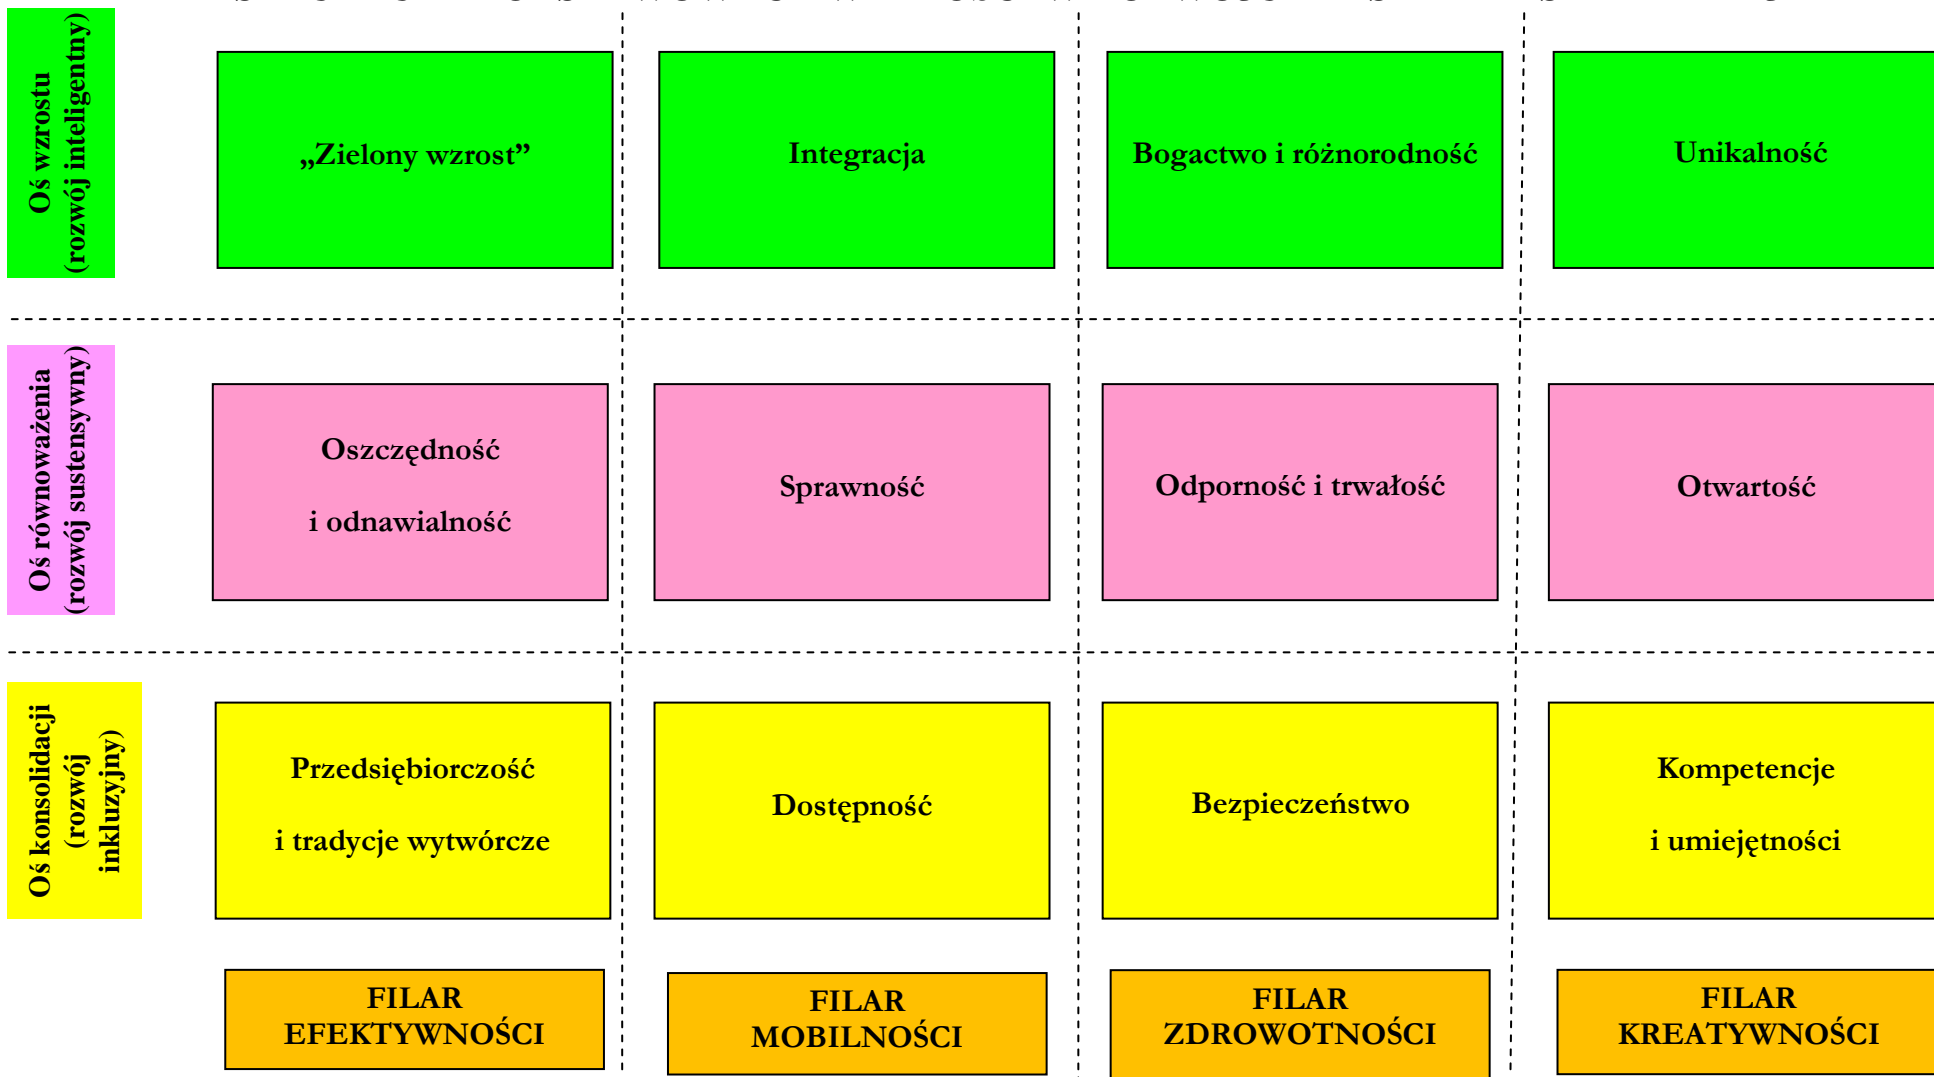 Oś wzrostu
(rozwój inteligentny)
„Zielony wzrost”
Integracja
Bogactwo i różnorodność
Unikalność
Oś równoważenia
(rozwój sustensywny)
Oszczędność
i odnawialność
Sprawność
Odporność i trwałość
Otwartość
Oś konsolidacji
(rozwój
inkluzyjny)
Przedsiębiorczość
i tradycje wytwórcze
Dostępność
Bezpieczeństwo
Kompetencje
i umiejętności
FILAR
EFEKTYWNOŚCI
FILAR
MOBILNOŚCI
FILAR
ZDROWOTNOŚCI
FILAR
KREATYWNOŚCI